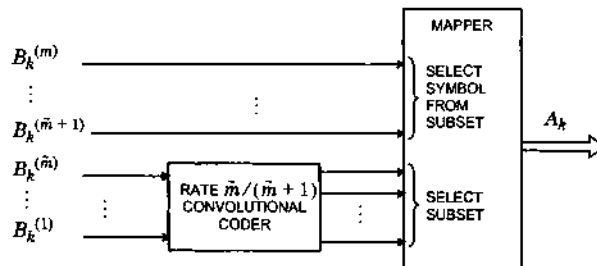 B_k^(m)
⋮
B_k^(m̃+1)
B_k^(m̃)
⋮
B_k^(1)
RATE m̃/(m̃+1)
CONVOLUTIONAL
CODER
MAPPER
SELECT
SYMBOL
FROM
SUBSET
SELECT
SUBSET
A_k